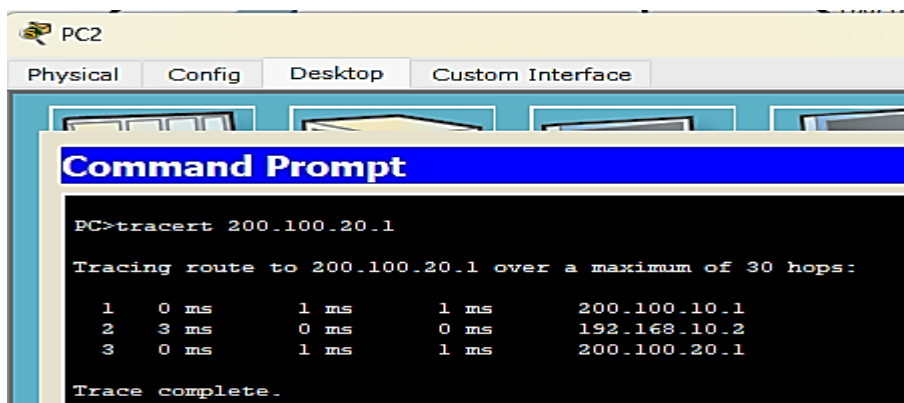 PC2
Physical Config Desktop Custom Interface
Command Prompt
PC>tracert 200.100.20.1
Tracing route to 200.100.20.1 over a maximum of 30 hops:
1 0 ms 1 ms 1 ms 200.100.10.1
2 3 ms 0 ms 0 ms 192.168.10.2
3 0 ms 1 ms 1 ms 200.100.20.1
Trace complete.